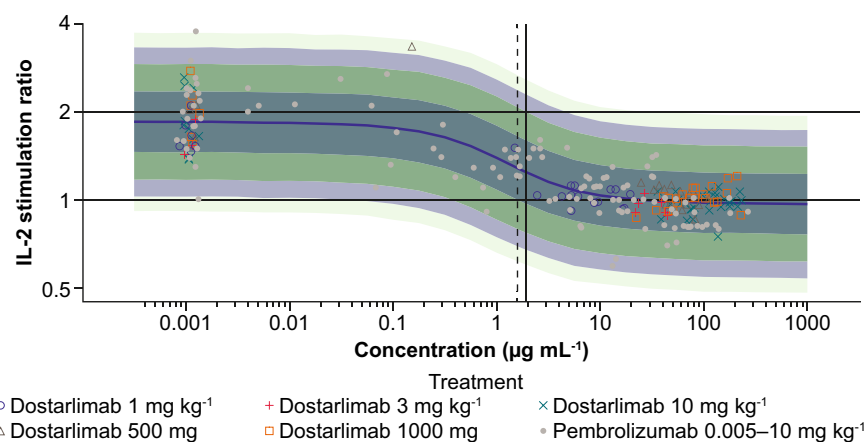 4
2
1
0.5
IL-2 stimulation ratio
0.001 0.01 0.1 1 10 100 1000
Concentration (µg mL-1)
Treatment
Dostarlimab 1 mg kg-1 Dostarlimab 3 mg kg-1 Dostarlimab 10 mg kg-1
Dostarlimab 500 mg Dostarlimab 1000 mg Pembrolizumab 0.005–10 mg kg-1